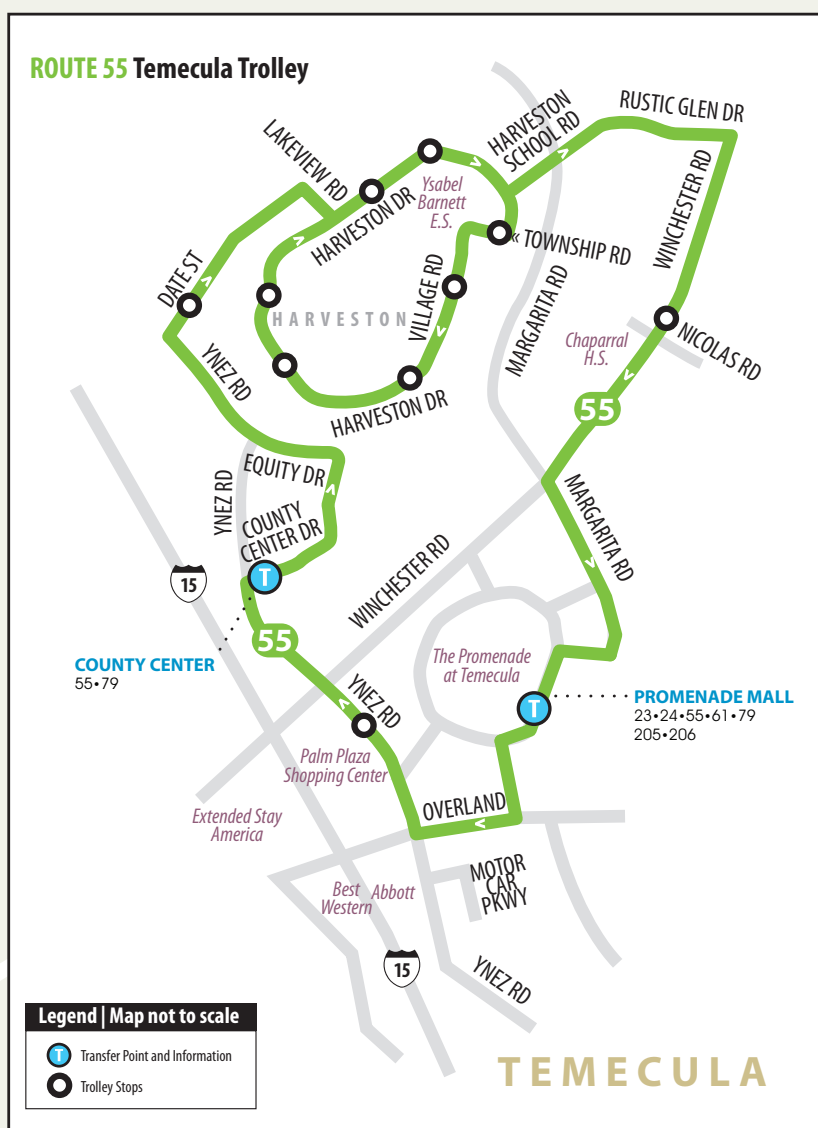 ROUTE 55 Temecula Trolley
RUSTIC GLEN DR
HARVESTON
SCHOOL RD
LAKEVIEW RD
WINCHESTER RD
Ysabel
Barnett
E.S.
HARVESTON DR
« TOWNSHIP RD
DATE ST
VILLAGE RD
MARGARITA RD
HARVESTON
NICOLAS RD
Chaparral
H.S.
YNEZ RD
HARVESTON DR
55
EQUITY DR
YNEZ RD
COUNTY
CENTER DR
MARGARITA RD
WINCHESTER RD
T
15
55
COUNTY CENTER
55•79
The Promenade
at Temecula
YNEZ RD
T
PROMENADE MALL
23•24•55•61•79
205•206
Palm Plaza
Shopping Center
OVERLAND
Extended Stay
America
MOTOR
CAR
PKWY
Best
Western
Abbott
15
YNEZ RD
Legend | Map not to scale
T Transfer Point and Information
Trolley Stops
TEMECULA